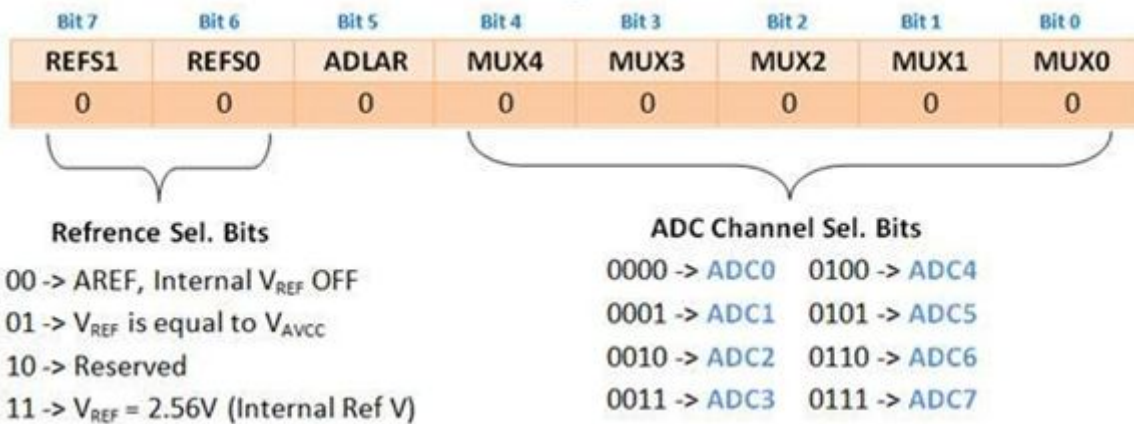 Bit 7 Bit 6 Bit 5 Bit 4 Bit 3 Bit 2 Bit 1 Bit 0
REFS1 REFS0 ADLAR MUX4 MUX3 MUX2 MUX1 MUX0
0 0 0 0 0 0 0 0
Refrence Sel. Bits
00 -> AREF, Internal VREF OFF
01 -> VREF is equal to VAVCC
10 -> Reserved
11 -> VREF = 2.56V (Internal Ref V)
ADC Channel Sel. Bits
0000 -> ADC0 0100 -> ADC4
0001 -> ADC1 0101 -> ADC5
0010 -> ADC2 0110 -> ADC6
0011 -> ADC3 0111 -> ADC7